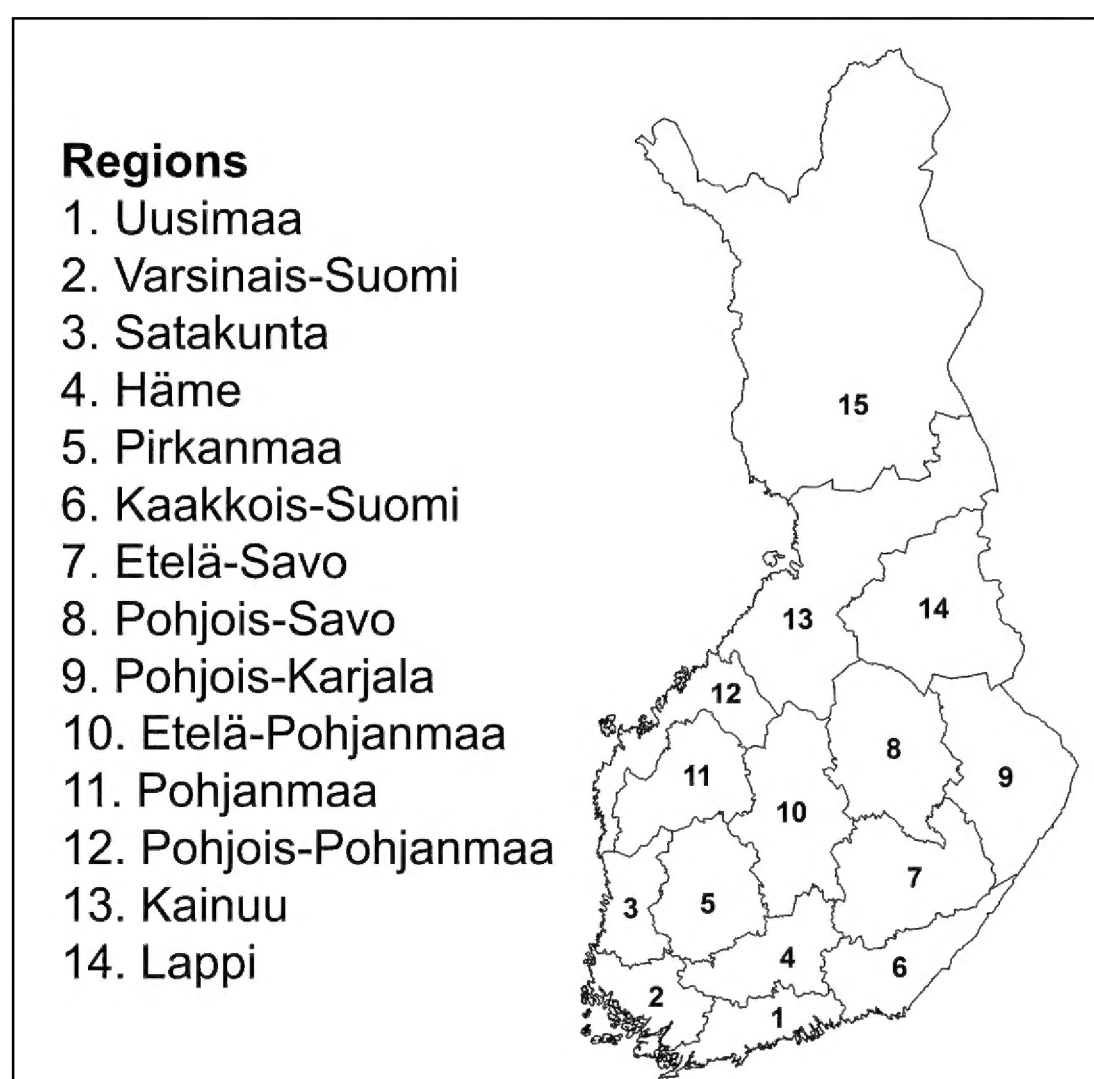 Regions
1. Uusimaa
2. Varsinais-Suomi
3. Satakunta
4. Häme
5. Pirkanmaa
6. Kaakkois-Suomi
7. Etelä-Savo
8. Pohjois-Savo
9. Pohjois-Karjala
10. Etelä-Pohjanmaa
11. Pohjanmaa
12. Pohjois-Pohjanmaa
13. Kainuu
14. Lappi
15
13
14
12
8
11
9
10
7
3
5
4
6
2
1